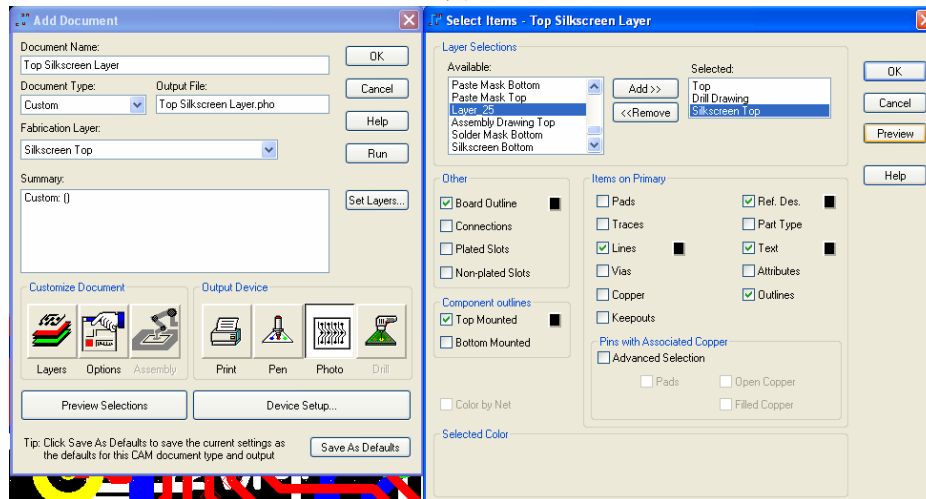 Add Document
Document Name:
Top Silkscreen Layer
OK
Document Type:
Output File:
Custom
Top Silkscreen Layer.pho
Cancel
Fabrication Layer:
Help
Silkscreen Top
Run
Summary:
Custom: ()
Set Layers...
Customize Document
Output Device
Layers
Options
Assembly
Print
Pen
Photo
Drill
Preview Selections
Device Setup...
Tip: Click Save As Defaults to save the current settings as
the defaults for this CAM document type and output
Save As Defaults
Select Items - Top Silkscreen Layer
Layer Selections
Available:
Selected:
Paste Mask Bottom
Paste Mask Top
Layer_25
Assembly Drawing Top
Solder Mask Bottom
Silkscreen Bottom
Add >>
<<Remove
Top
Drill Drawing
Silkscreen Top
OK
Cancel
Preview
Help
Other
Board Outline
Connections
Plated Slots
Non-plated Slots
Component outlines
Top Mounted
Bottom Mounted
Color by Net
Items on Primary
Pads
Ref. Des.
Traces
Part Type
Lines
Text
Vias
Attributes
Copper
Outlines
Keepouts
Pins with Associated Copper
Advanced Selection
Pads
Open Copper
Filled Copper
Selected Color